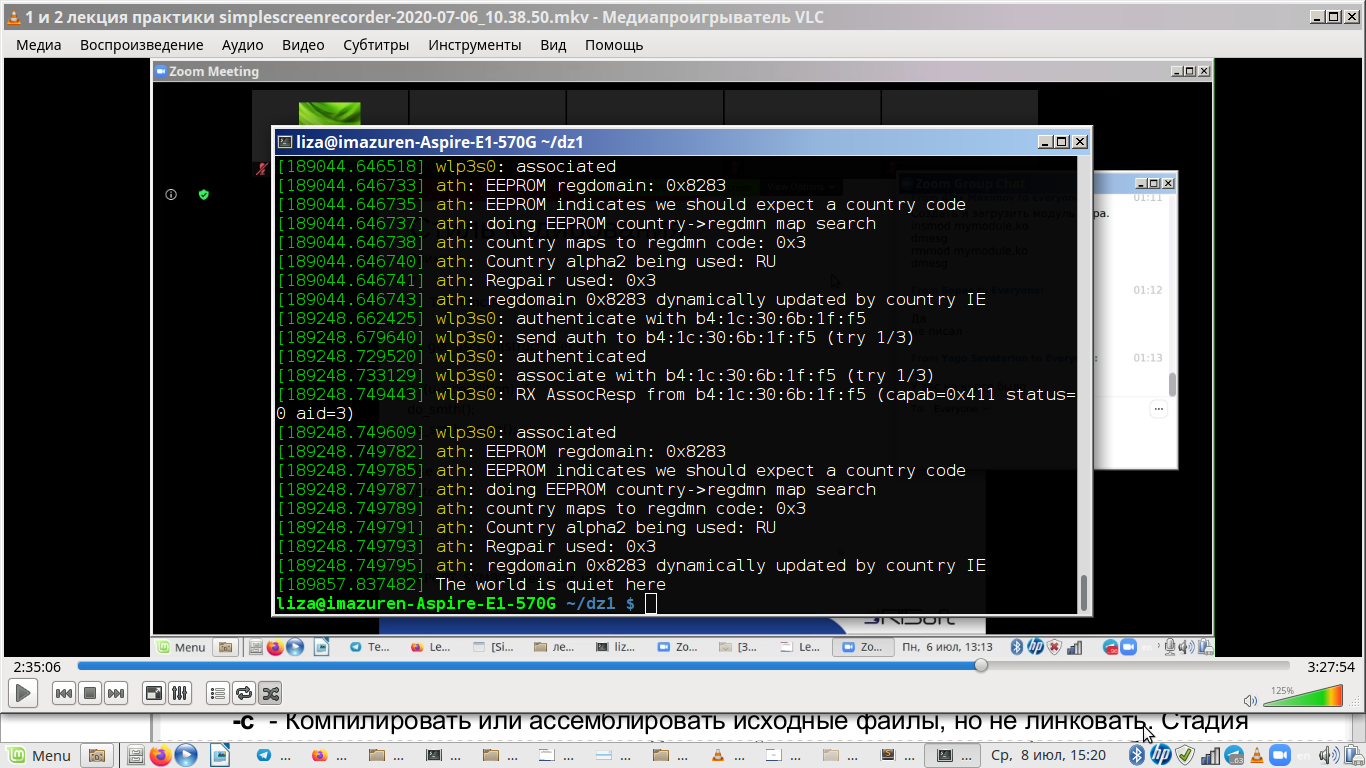 1 и 2 лекция практики simplescreenrecorder-2020-07-06_10.38.50.mkv - Медиапроигрыватель VLC
Медиа Воспроизведение Аудио Видео Субтитры Инструменты Вид Помощь
Zoom Meeting
liza@imazuren-Aspire-E1-570G ~/dz1
[189044.646518] wlp3s0: associated
[189044.646733] ath: EEPROM regdomain: 0x8283
[189044.646735] ath: EEPROM indicates we should expect a country code
[189044.646737] ath: doing EEPROM country->regdmn map search
[189044.646738] ath: country maps to regdmn code: 0x3
[189044.646740] ath: Country alpha2 being used: RU
[189044.646741] ath: Regpair used: 0x3
[189044.646743] ath: regdomain 0x8283 dynamically updated by country IE
[189248.662425] wlp3s0: authenticate with b4:1c:30:6b:1f:f5
[189248.679640] wlp3s0: send auth to b4:1c:30:6b:1f:f5 (try 1/3)
[189248.729520] wlp3s0: authenticated
[189248.733129] wlp3s0: associate with b4:1c:30:6b:1f:f5 (try 1/3)
[189248.749443] wlp3s0: RX AssocResp from b4:1c:30:6b:1f:f5 (capab=0x411 status=
0 aid=3)
[189248.749609] wlp3s0: associated
[189248.749782] ath: EEPROM regdomain: 0x8283
[189248.749785] ath: EEPROM indicates we should expect a country code
[189248.749787] ath: doing EEPROM country->regdmn map search
[189248.749789] ath: country maps to regdmn code: 0x3
[189248.749791] ath: Country alpha2 being used: RU
[189248.749793] ath: Regpair used: 0x3
[189248.749795] ath: regdomain 0x8283 dynamically updated by country IE
[189857.837482] The world is quiet here
liza@imazuren-Aspire-E1-570G ~/dz1 $
Zoom Group Chat
01:11
insmod mymodule.ko
dmesg
rmmod mymodule.ko
dmesg
01:12
01:13
do_smth();
Menu Te... Le... [Si... ле... liz... Zo... [З... Le... Zo... Пн, 6 июл, 13:13
2:35:06 3:27:54
125%
-c - Компилировать или ассемблировать исходные файлы, но не линковать. Стадия
Menu ... ... ... ... ... ... ... ... ... ... ... ... ... Ср, 8 июл, 15:20